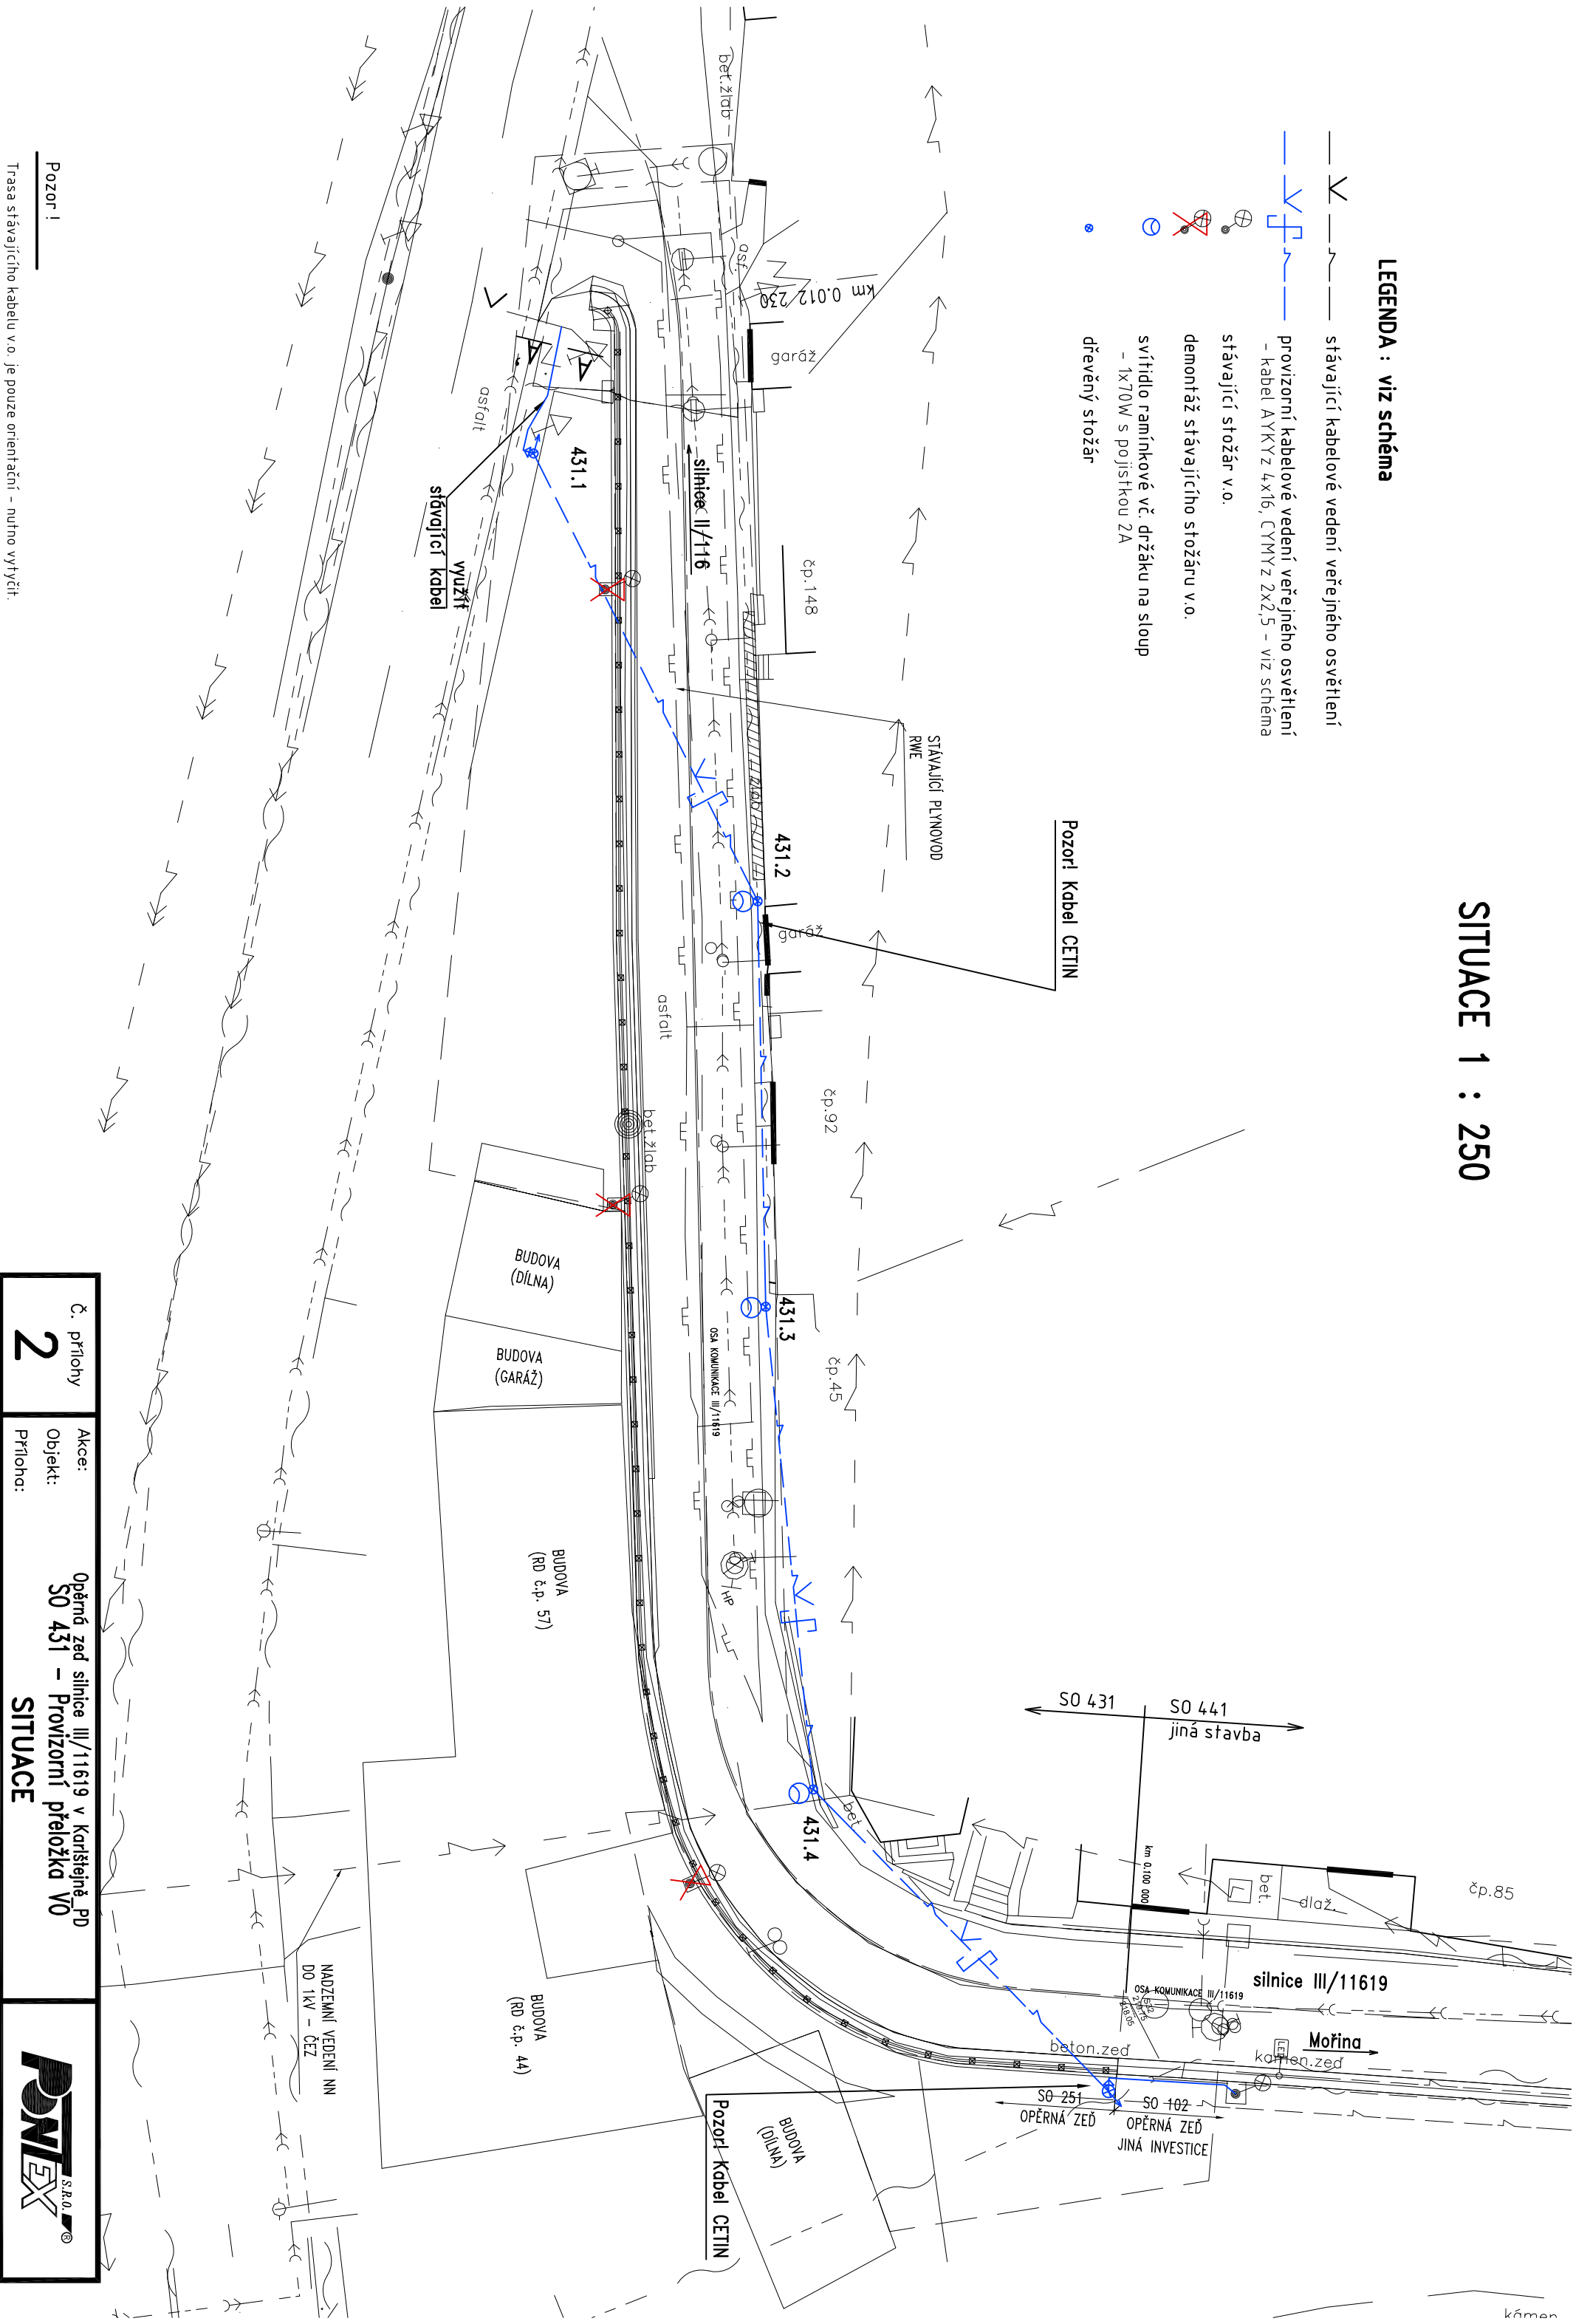 SITUACE 1 : 250
LEGENDA : viz schéma
stávající kabelové vedení veřejného osvětlení
provizorní kabelové vedení veřejného osvětlení
- kabel AYKYz 4x16, CYMYz 2x2,5 - viz schéma
stávající stožár v.o.
demontáž stávajícího stožáru v.o.
svítidlo ramínkové vč. držáku na sloup
- 1x70W s pojistkou 2A
dřevěný stožár
Pozor! Kabel CETIN
STÁVAJÍCÍ PLYNOVOD
RWE
bet.žlab
asf.
km 0.012 230
garáž
čp.148
žlab
431.2
garáž
čp.92
431.3
čp.45
silnice II/116
431.1
A
A
asfalt
využít
stávající kabel
asfalt
bet.žlab
OSA KOMUNIKACE III/11619
HP
BUDOVA
(DÍLNA)
BUDOVA
(GARÁŽ)
BUDOVA
(RD č.p. 57)
BUDOVA
(RD č.p. 44)
BUDOVA
(DÍLNA)
431.4
bet.
SO 431
SO 441
jiná stavba
km 0.100 000
bet.
dlaž.
čp.85
silnice III/11619
OSA KOMUNIKACE III/11619
218.05
Mořina
LED
beton.zeď
kamen.zeď
SO 251
OPĚRNÁ ZEĎ
SO 102
OPĚRNÁ ZEĎ
JINÁ INVESTICE
Pozor! Kabel CETIN
NADZEMNÍ VEDENÍ NN
DO 1kV - ČEZ
kámen
Pozor !
Trasa stávajícího kabelu v.o. je pouze orientační - nutno vytyčit.
Č. přílohy
2
Akce:
Opěrná zeď silnice III/11619 v Karlštejně_PD
Objekt:
SO 431 - Provizorní přeložka VO
Příloha:
SITUACE
PONTEX S.R.O.®